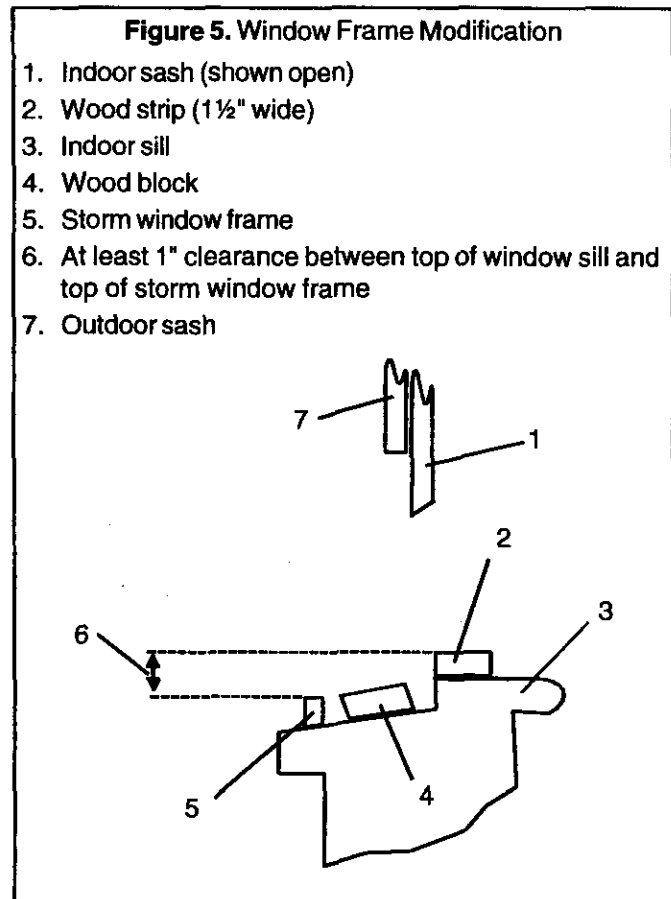 Figure 5. Window Frame Modification
1. Indoor sash (shown open)
2. Wood strip (1½" wide)
3. Indoor sill
4. Wood block
5. Storm window frame
6. At least 1" clearance between top of window sill and
top of storm window frame
7. Outdoor sash
7
1
2
3
6
5
4